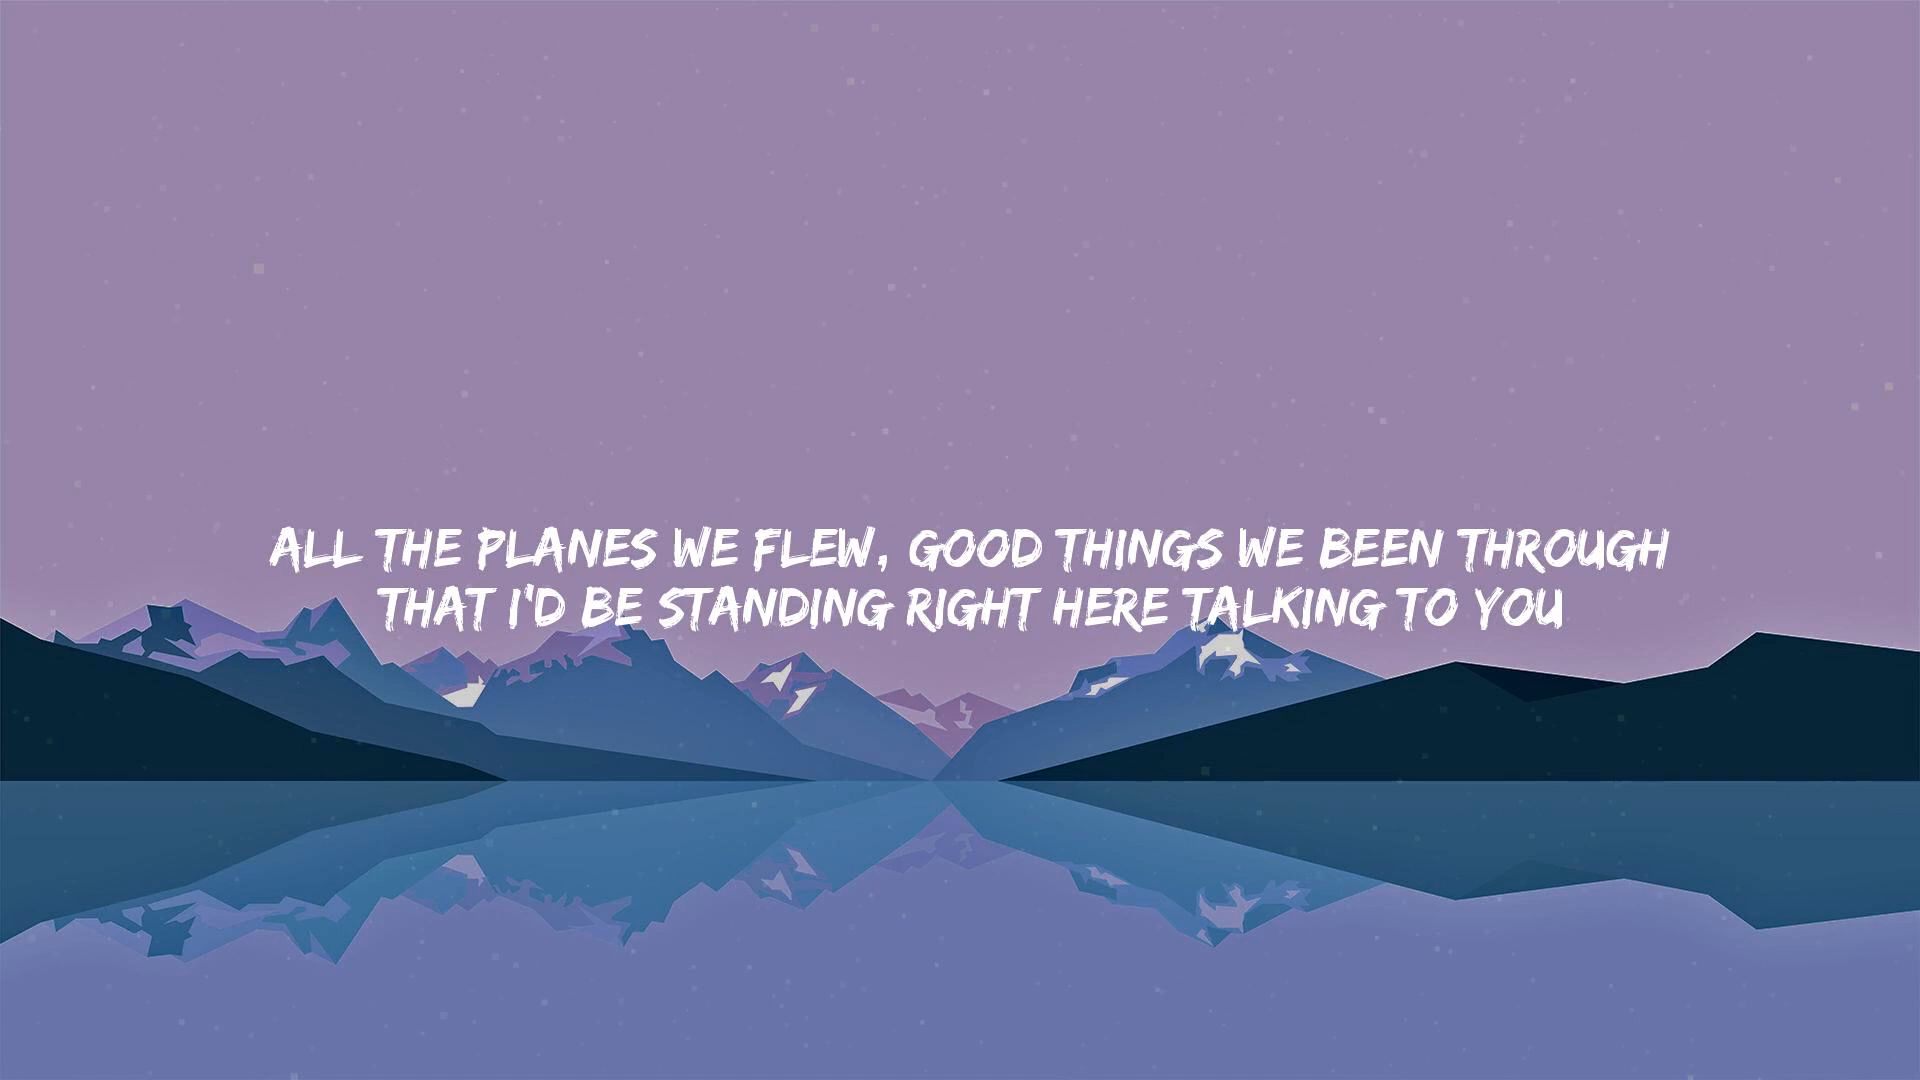 ALL THE PLANES WE FLEW, GOOD THINGS WE BEEN THROUGH
THAT I'D BE STANDING RIGHT HERE TALKING TO YOU